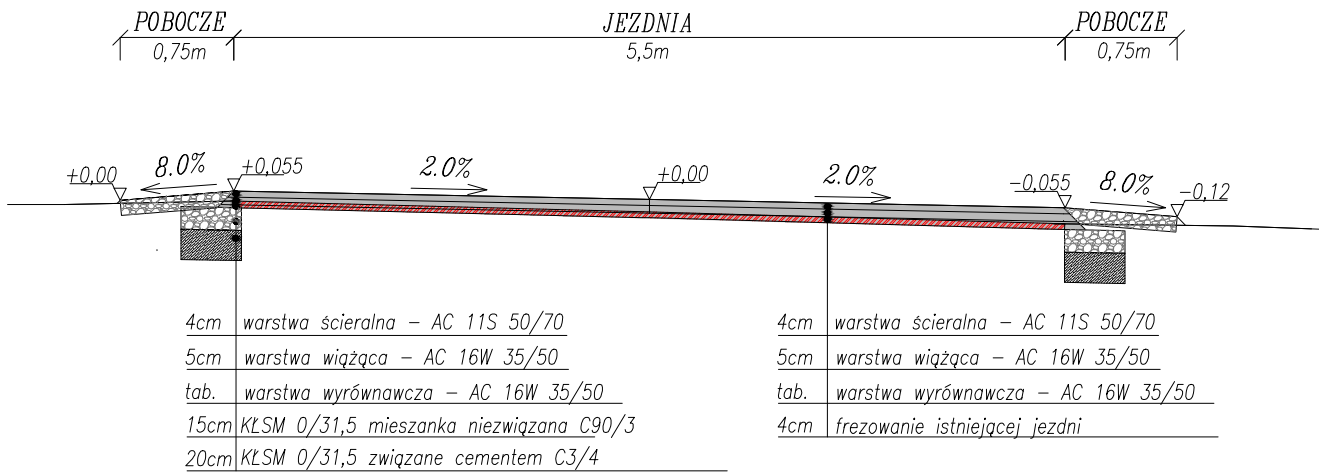 POBOCZE JEZDNIA POBOCZE
0,75m 5,5m 0,75m
+0,00 8.0% +0,055 2.0% +0,00 2.0% -0,055 8.0% -0,12
4cm warstwa ścieralna – AC 11S 50/70
5cm warstwa wiążąca – AC 16W 35/50
tab. warstwa wyrównawcza – AC 16W 35/50
15cm KŁSM 0/31,5 mieszanka niezwiązana C90/3
20cm KŁSM 0/31,5 związane cementem C3/4
4cm warstwa ścieralna – AC 11S 50/70
5cm warstwa wiążąca – AC 16W 35/50
tab. warstwa wyrównawcza – AC 16W 35/50
4cm frezowanie istniejącej jezdni